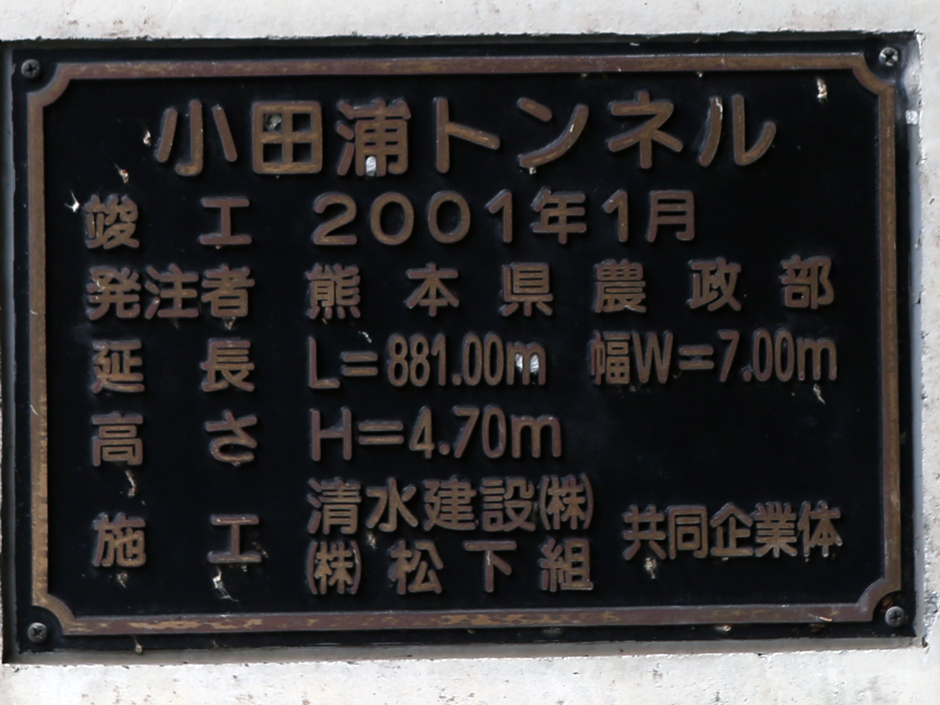 小田浦トンネル
竣工 2001年1月
発注者 熊本県農政部
延長 L=881.00m 幅W=7.00m
高さ H=4.70m
施工 清水建設㈱
㈱松下組 共同企業体